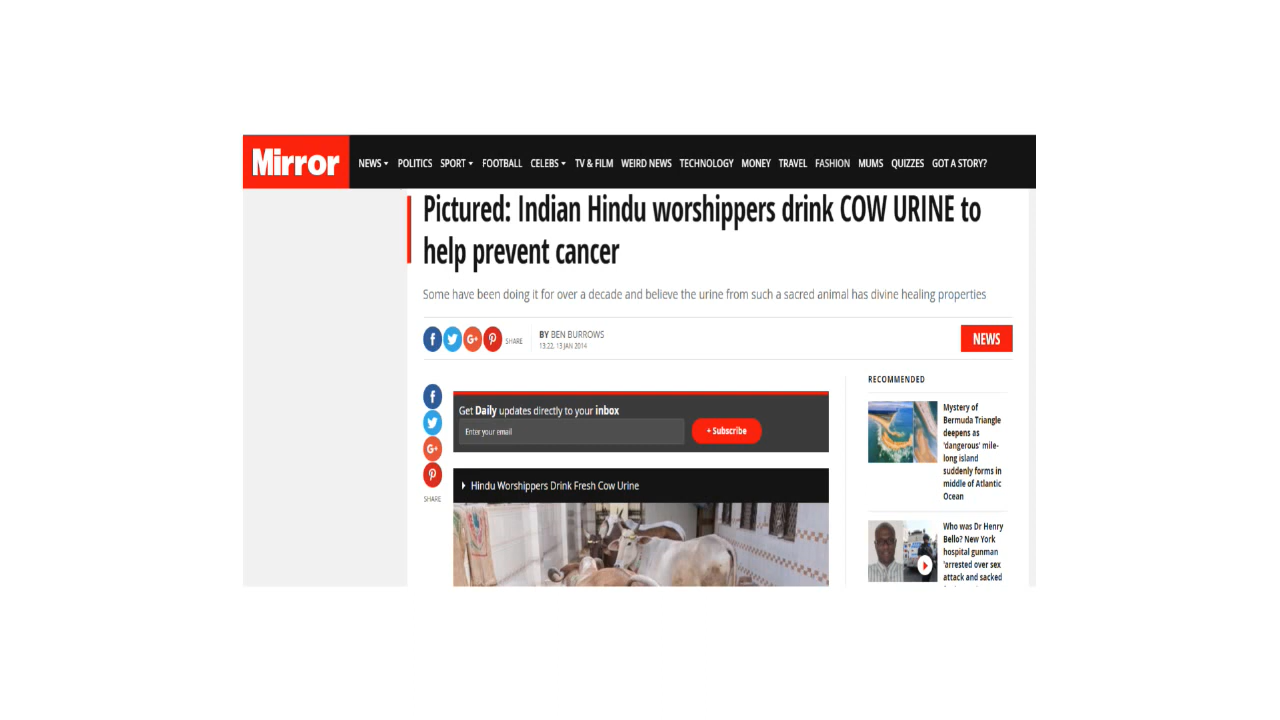 Mirror
NEWS POLITICS SPORT FOOTBALL CELEBS TV & FILM WEIRD NEWS TECHNOLOGY MONEY TRAVEL FASHION MUMS QUIZZES GOT A STORY?
Pictured: Indian Hindu worshippers drink COW URINE to
help prevent cancer
Some have been doing it for over a decade and believe the urine from such a sacred animal has divine healing properties
SHARE
BY BEN BURROWS
13:22, 13 JAN 2014
NEWS
SHARE
Get Daily updates directly to your inbox
Enter your email
+ Subscribe
Hindu Worshippers Drink Fresh Cow Urine
RECOMMENDED
Mystery of
Bermuda Triangle
deepens as
'dangerous' mile-
long island
suddenly forms in
middle of Atlantic
Ocean
Who was Dr Henry
Bello? New York
hospital gunman
'arrested over sex
attack and sacked